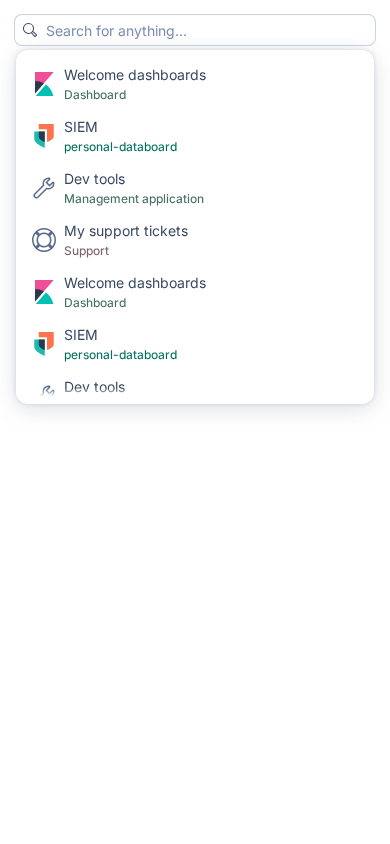 Search for anything...
Welcome dashboards
Dashboard
SIEM
personal-databoard
Dev tools
Management application
My support tickets
Support
Welcome dashboards
Dashboard
SIEM
personal-databoard
Dev tools